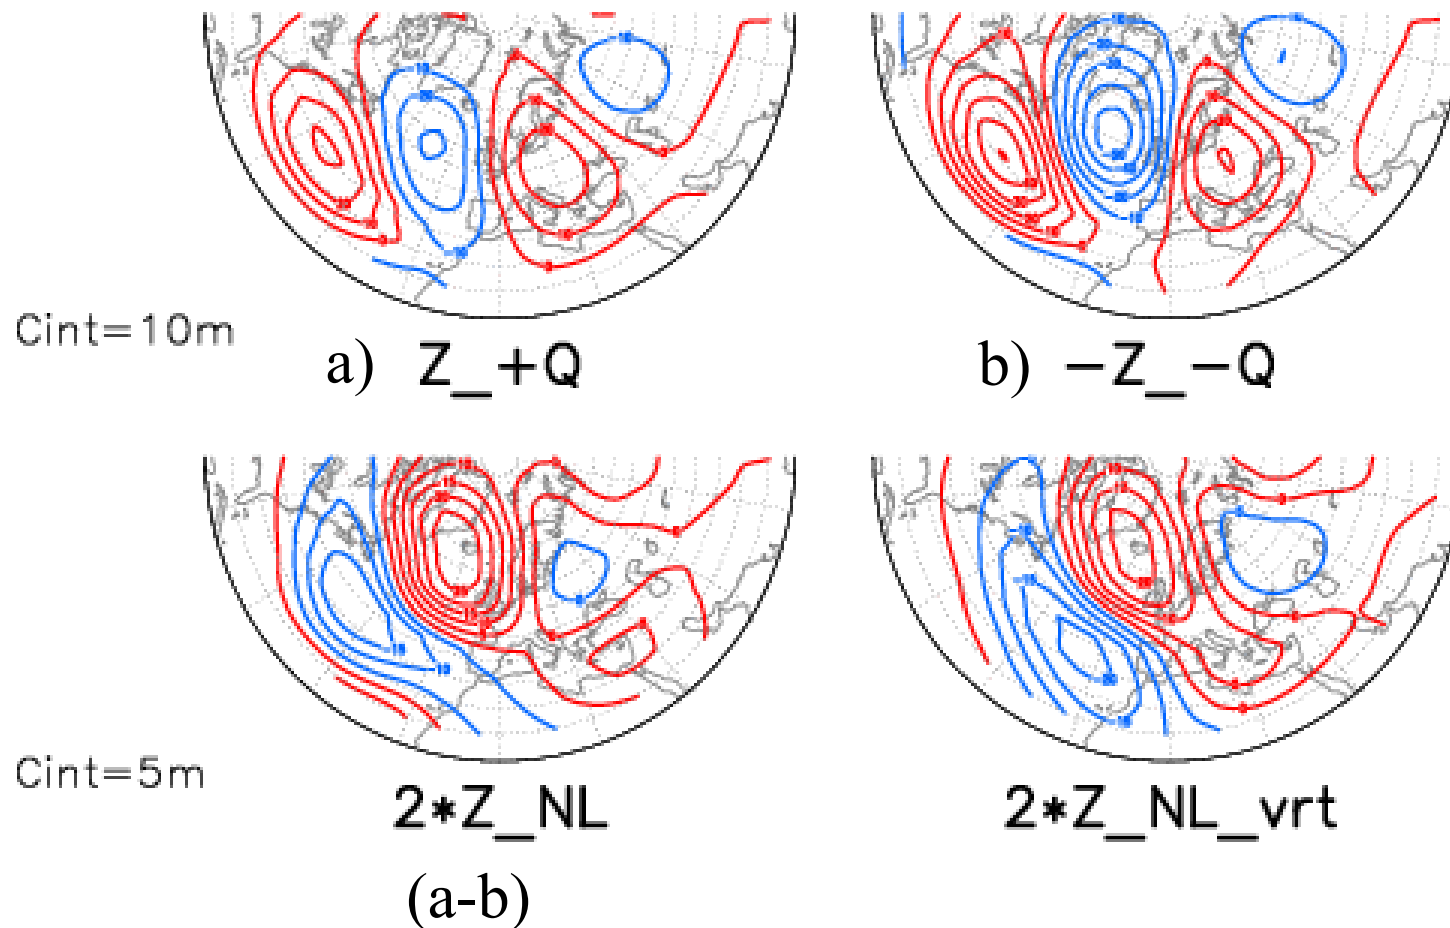 Cint=10m
a) Z_+Q
b) -Z_-Q
Cint=5m
2*Z_NL
2*Z_NL_vrt
(a-b)